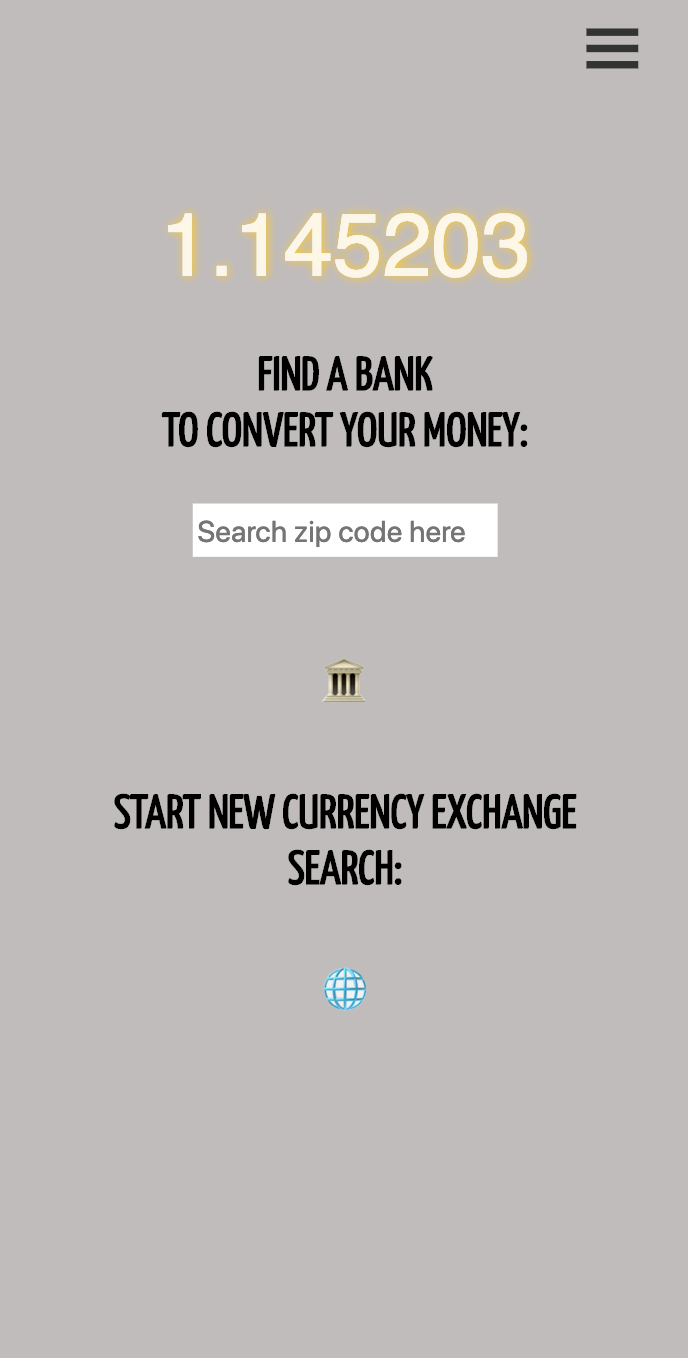 1.145203
FIND A BANK
TO CONVERT YOUR MONEY:
Search zip code here
START NEW CURRENCY EXCHANGE
SEARCH: